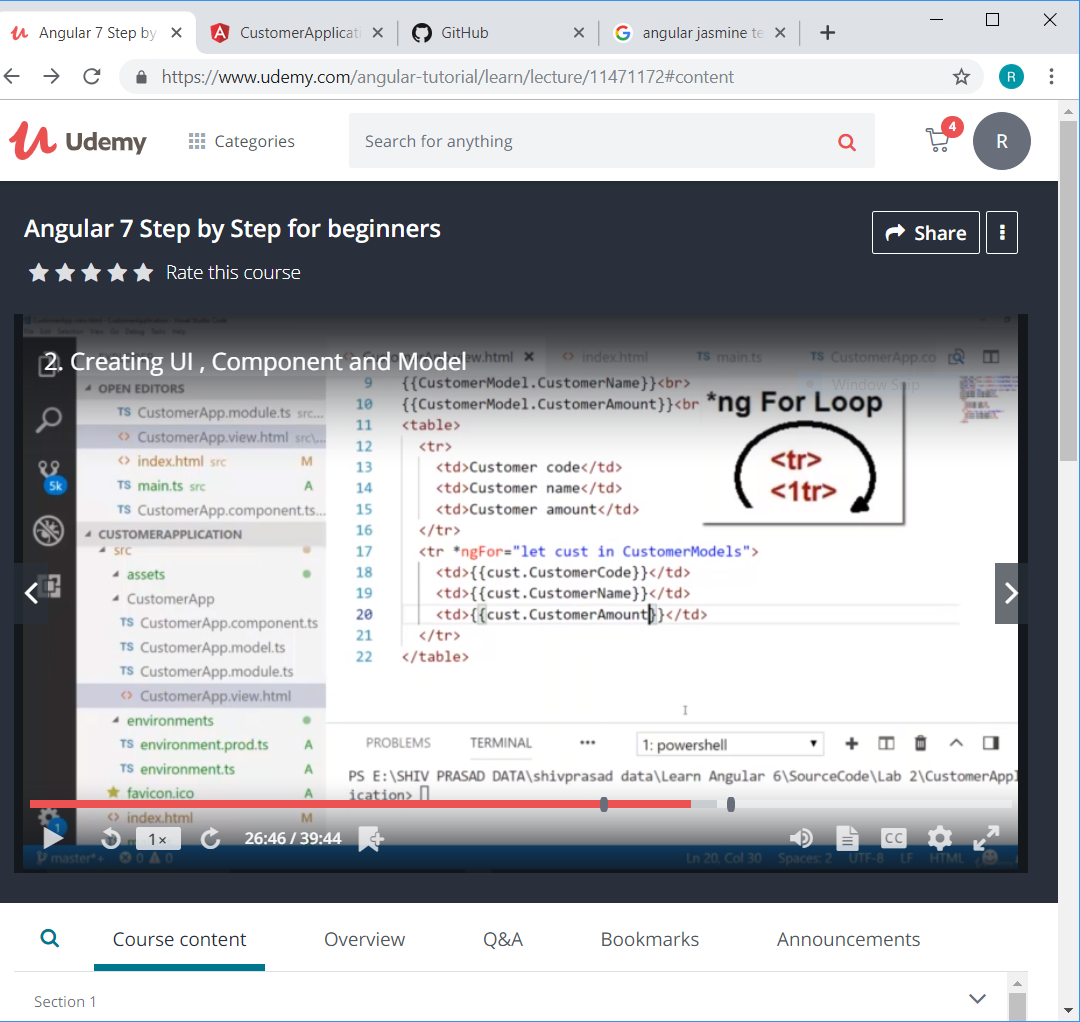 Angular 7 Step by
CustomerApplicati
GitHub
angular jasmine te
https://www.udemy.com/angular-tutorial/learn/lecture/11471172#content
R
Udemy
Categories
Search for anything
4
R
Angular 7 Step by Step for beginners
Share
Rate this course
2. Creating UI , Component and Model
view.html
index.html
TS main.ts
TS CustomerApp.co
Window Snip
OPEN EDITORS
TS CustomerApp.module.ts src...
<> CustomerApp.view.html src\...
<> index.html src M
TS main.ts src A
TS CustomerApp.component.ts...
5k
CUSTOMERAPPLICATION
src
assets
CustomerApp
TS CustomerApp.component.ts
TS CustomerApp.model.ts
TS CustomerApp.module.ts
<> CustomerApp.view.html
environments
TS environment.prod.ts A
TS environment.ts A
favicon.ico A
<> index.html M
9 {{CustomerModel.CustomerName}}<br>
10 {{CustomerModel.CustomerAmount}}<br
11 <table>
12 <tr>
13 <td>Customer code</td>
14 <td>Customer name</td>
15 <td>Customer amount</td>
16 </tr>
17 <tr *ngFor="let cust in CustomerModels">
18 <td>{{cust.CustomerCode}}</td>
19 <td>{{cust.CustomerName}}</td>
20 <td>{{cust.CustomerAmount}}</td>
21 </tr>
22 </table>
*ng For Loop
<tr>
<1tr>
PROBLEMS TERMINAL ••• 1: powershell
PS E:\SHIV PRASAD DATA\shivprasad data\Learn Angular 6\SourceCode\Lab 2\CustomerAppl
ication>
1
1×
26:46 / 39:44
CC
master*+ 0 0
Ln 20, Col 30 Spaces: 2 UTF-8 LF HTML
Course content
Overview
Q&A
Bookmarks
Announcements
Section 1